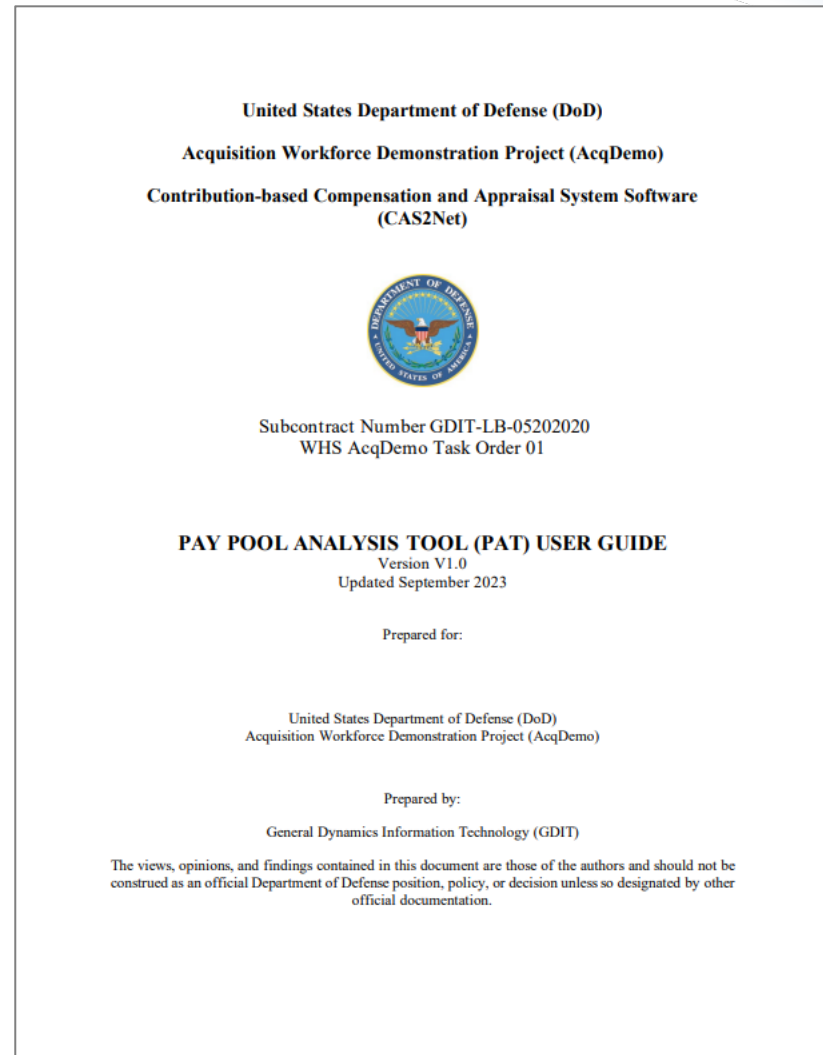 United States Department of Defense (DoD)
Acquisition Workforce Demonstration Project (AcqDemo)
Contribution-based Compensation and Appraisal System Software
(CAS2Net)
DEPARTMENT OF DEFENSE
UNITED STATES OF AMERICA
Subcontract Number GDIT-LB-05202020
WHS AcqDemo Task Order 01
PAY POOL ANALYSIS TOOL (PAT) USER GUIDE
Version V1.0
Updated September 2023
Prepared for:
United States Department of Defense (DoD)
Acquisition Workforce Demonstration Project (AcqDemo)
Prepared by:
General Dynamics Information Technology (GDIT)
The views, opinions, and findings contained in this document are those of the authors and should not be
construed as an official Department of Defense position, policy, or decision unless so designated by other
official documentation.